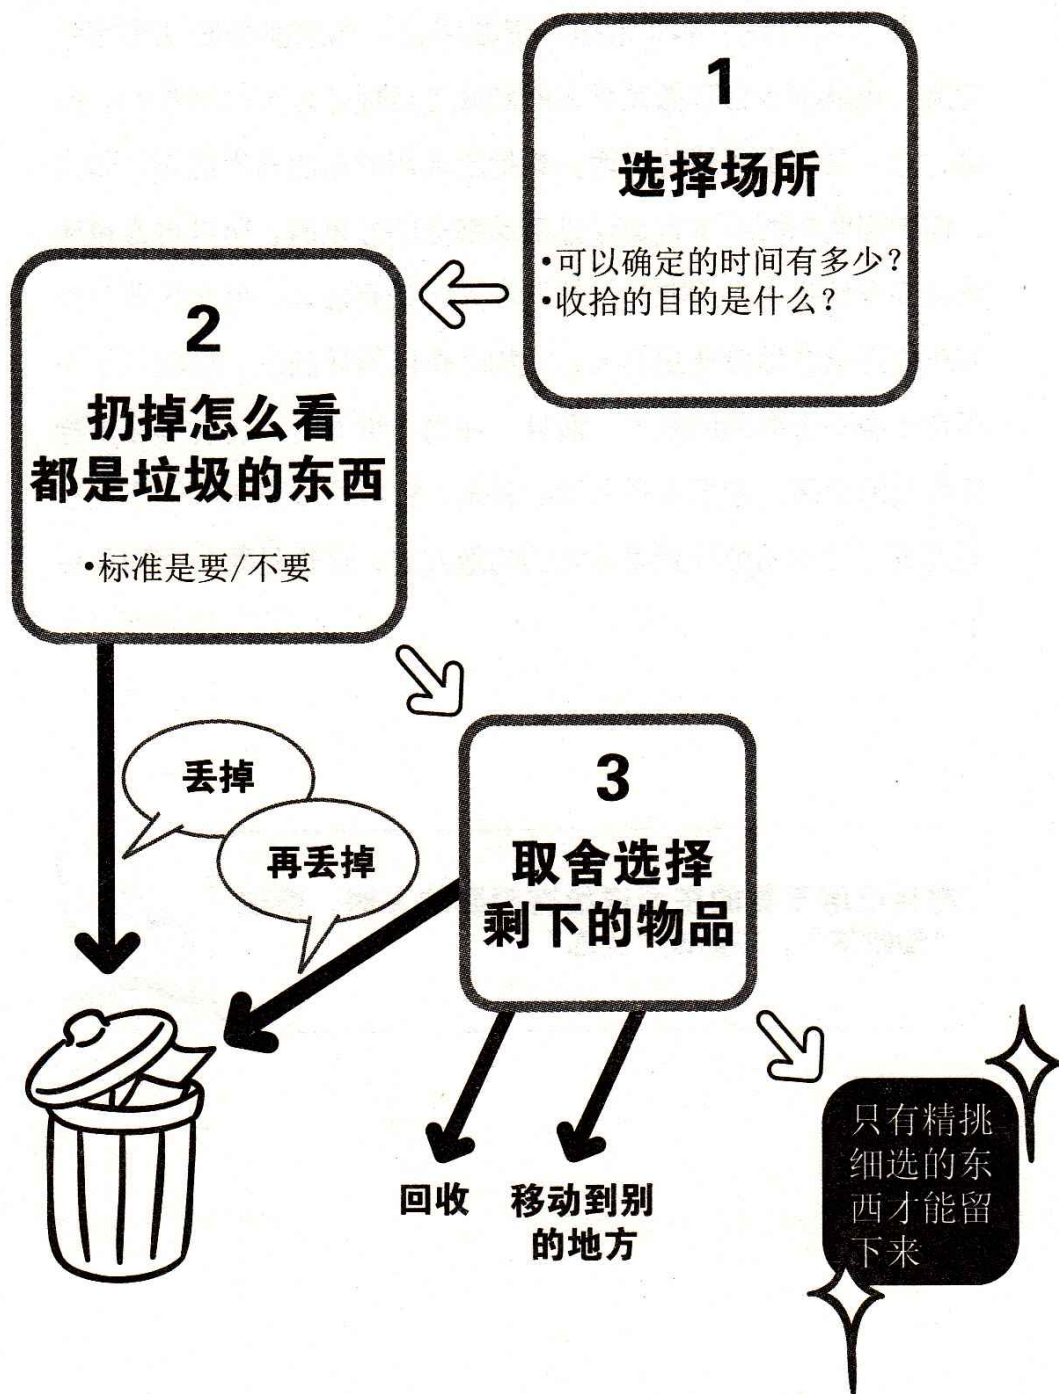 1
选择场所
•可以确定的时间有多少？
•收拾的目的是什么？
2
扔掉怎么看
都是垃圾的东西
•标准是要/不要
丢掉
再丢掉
3
取舍选择
剩下的物品
回收
移动到别
的地方
只有精挑
细选的东
西才能留
下来